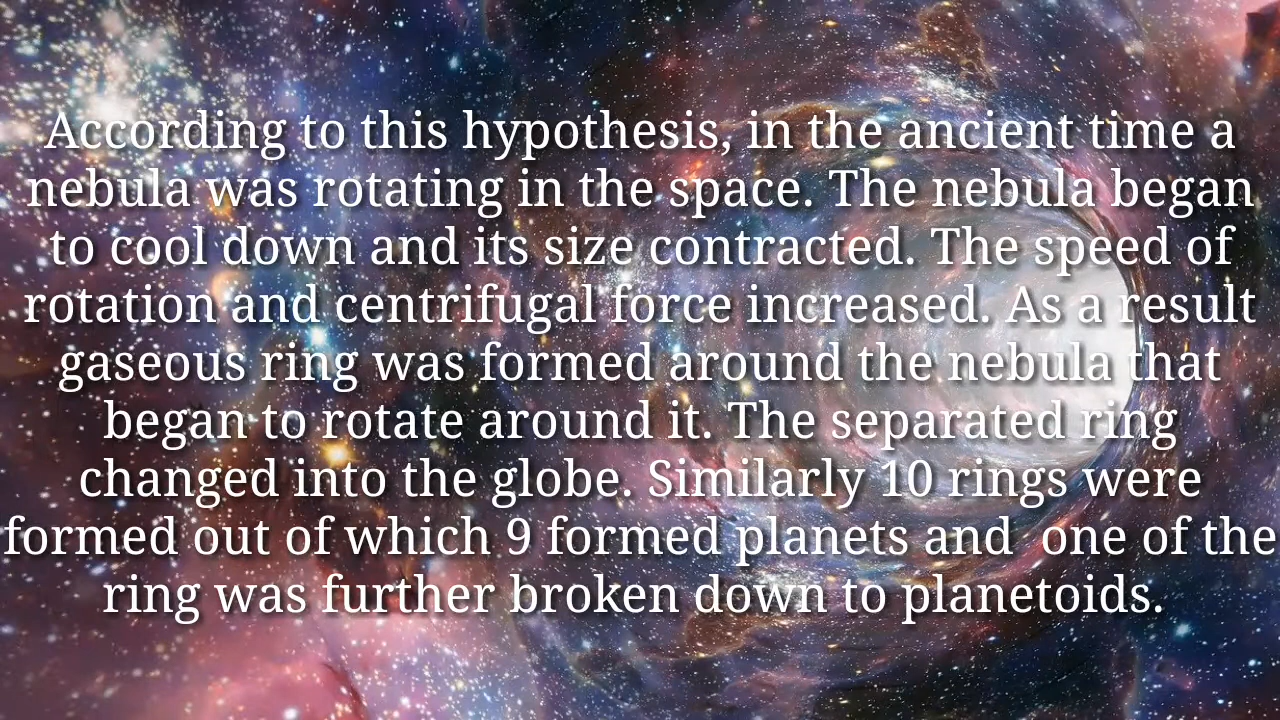 According to this hypothesis, in the ancient time a
nebula was rotating in the space. The nebula began
to cool down and its size contracted. The speed of
rotation and centrifugal force increased. As a result
gaseous ring was formed around the nebula that
began to rotate around it. The separated ring
changed into the globe. Similarly 10 rings were
formed out of which 9 formed planets and  one of the
ring was further broken down to planetoids.